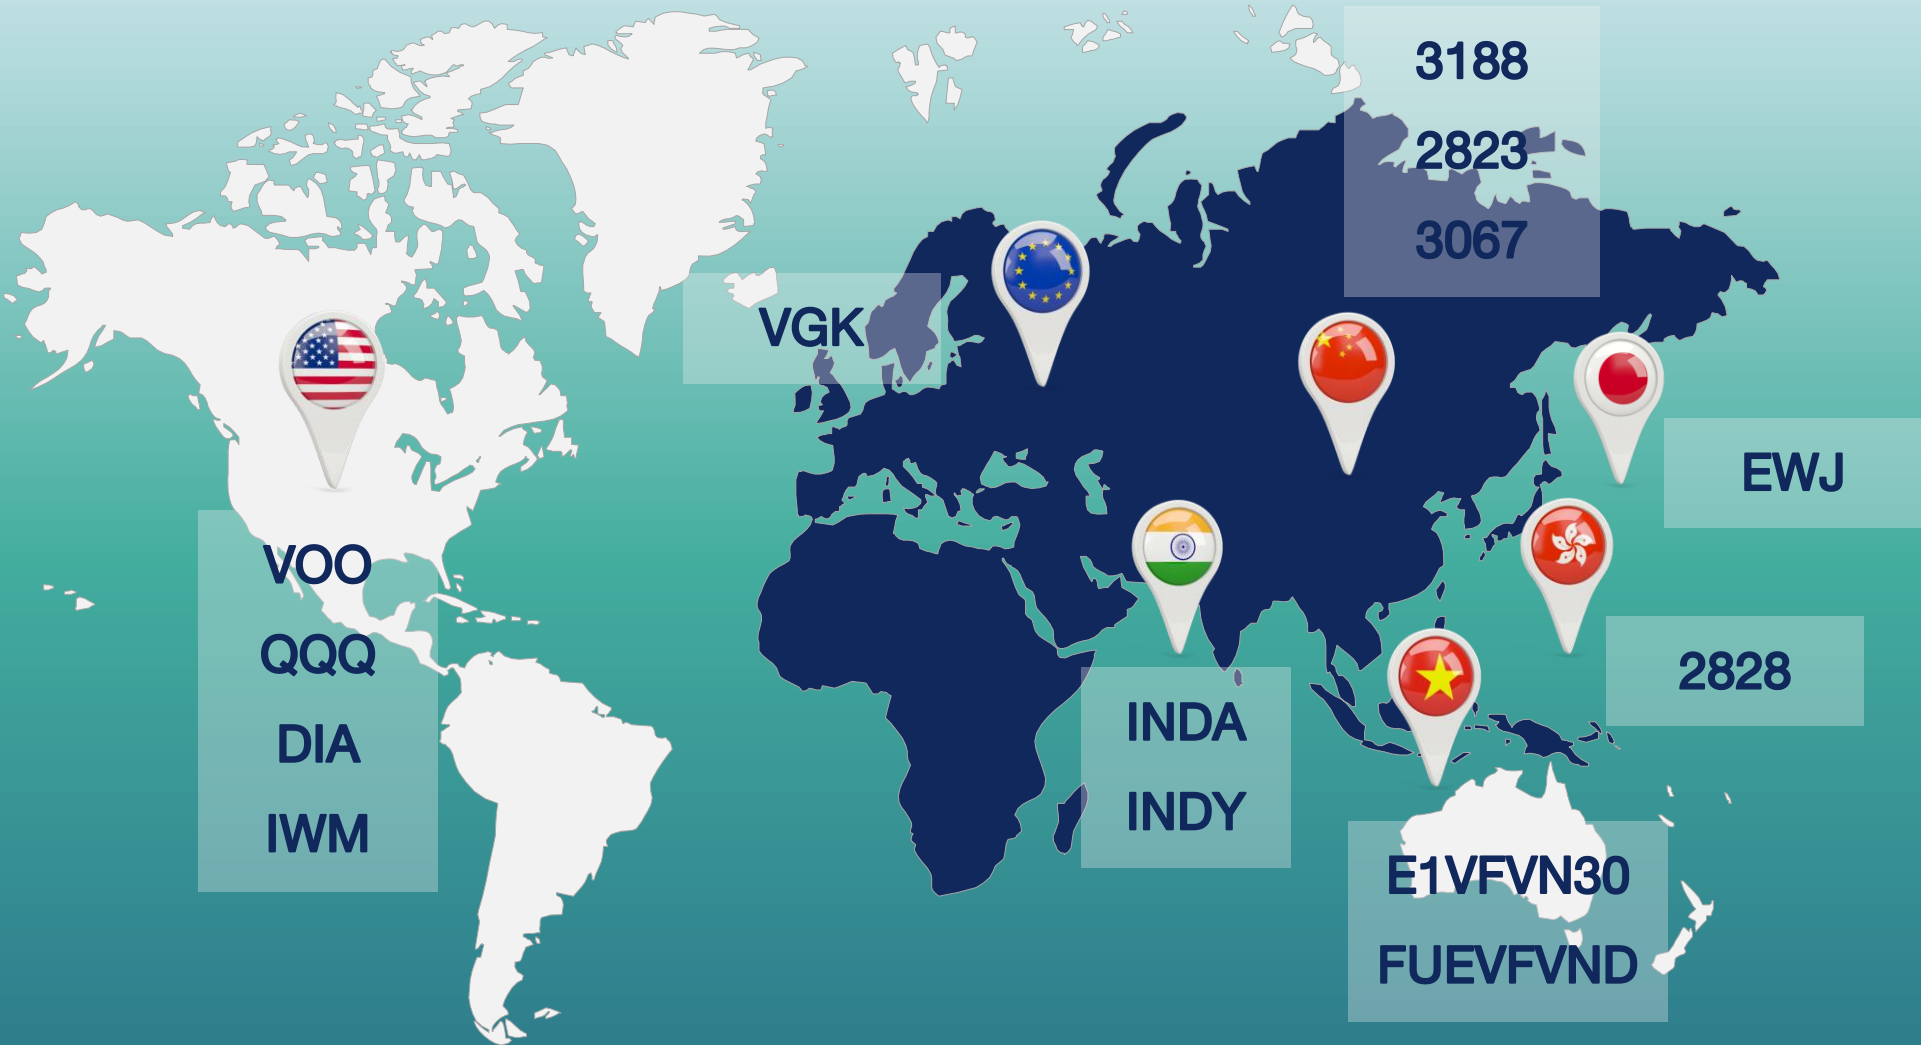 3188
2823
3067
VGK
EWJ
VOO
QQQ
DIA
IWM
2828
INDA
INDY
E1VFVN30
FUEVFVND